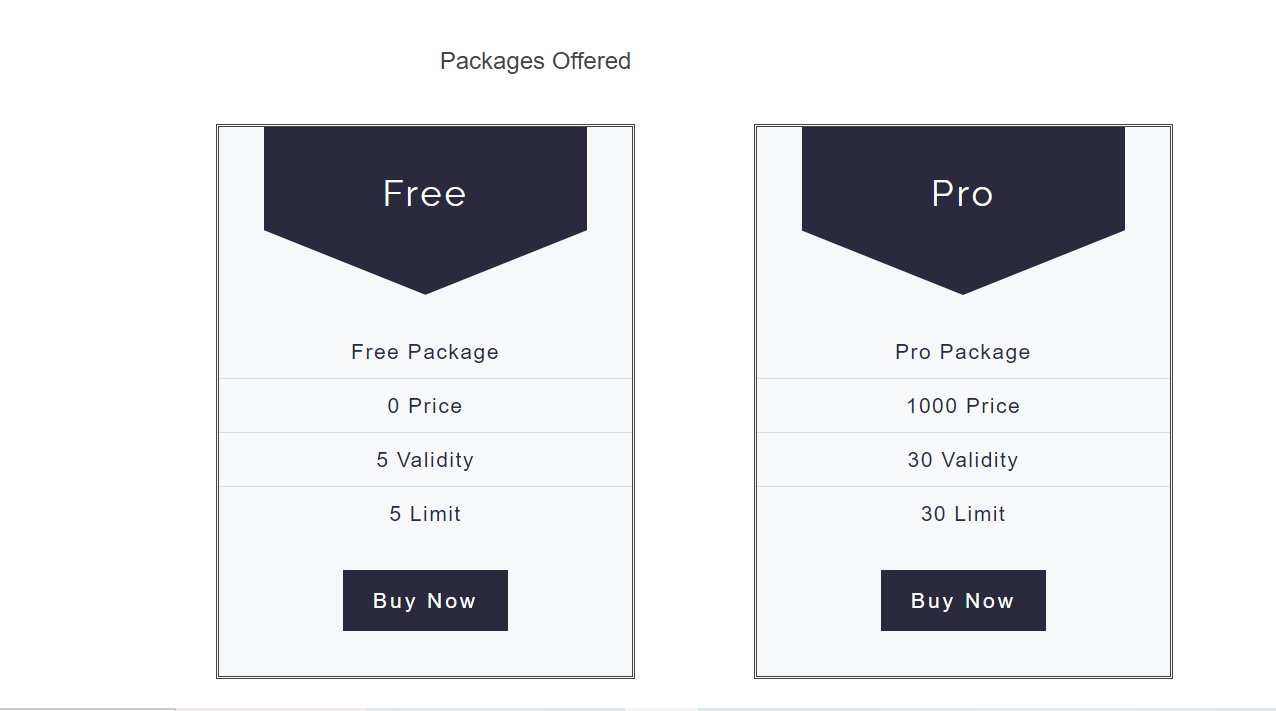 Packages Offered
Free
Free Package
0 Price
5 Validity
5 Limit
Buy Now
Pro
Pro Package
1000 Price
30 Validity
30 Limit
Buy Now